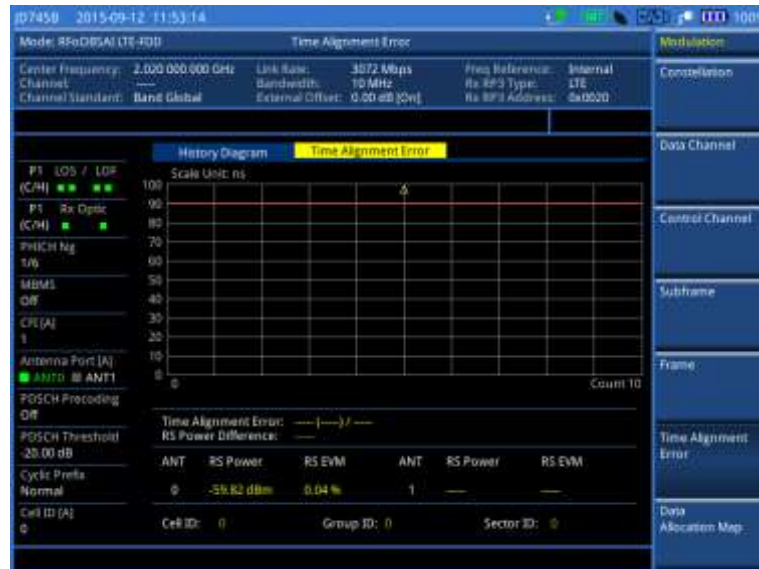 JD745B 2015-09-12 11:53:14
100%
Mode: RFoOBSAI LTE-FDD Time Alignment Error
Modulation
Center Frequency: 2.020 000 000 GHz Link Rate: 3072 Mbps Freq Reference: Internal
Channel: ---- Bandwidth: 10 MHz Rx RP3 Type: LTE
Channel Standard: Band Global External Offset: 0.00 dB [On] Rx RP3 Address: 0x0020
Constellation
Data Channel
Control Channel
Subframe
Frame
Time Alignment
Error
Data
Allocation Map
History Diagram Time Alignment Error
Scale Unit: ns
100
90
80
70
60
50
40
30
20
10
0
0 Count 10
P1 LOS / LOF
(C/H)
P1 Rx Optic
(C/H)
PHICH Ng
1/6
MBMS
Off
CFI [A]
1
Antenna Port [A]
ANT0 ANT1
PDSCH Precoding
Off
PDSCH Threshold
-20.00 dB
Cyclic Prefix
Normal
Cell ID [A]
0
Time Alignment Error: ---- (----) / ----
RS Power Difference: ----
ANT RS Power RS EVM ANT RS Power RS EVM
0 -59.82 dBm 0.04 % 1 ---- ----
Cell ID: 0 Group ID: 0 Sector ID: 0